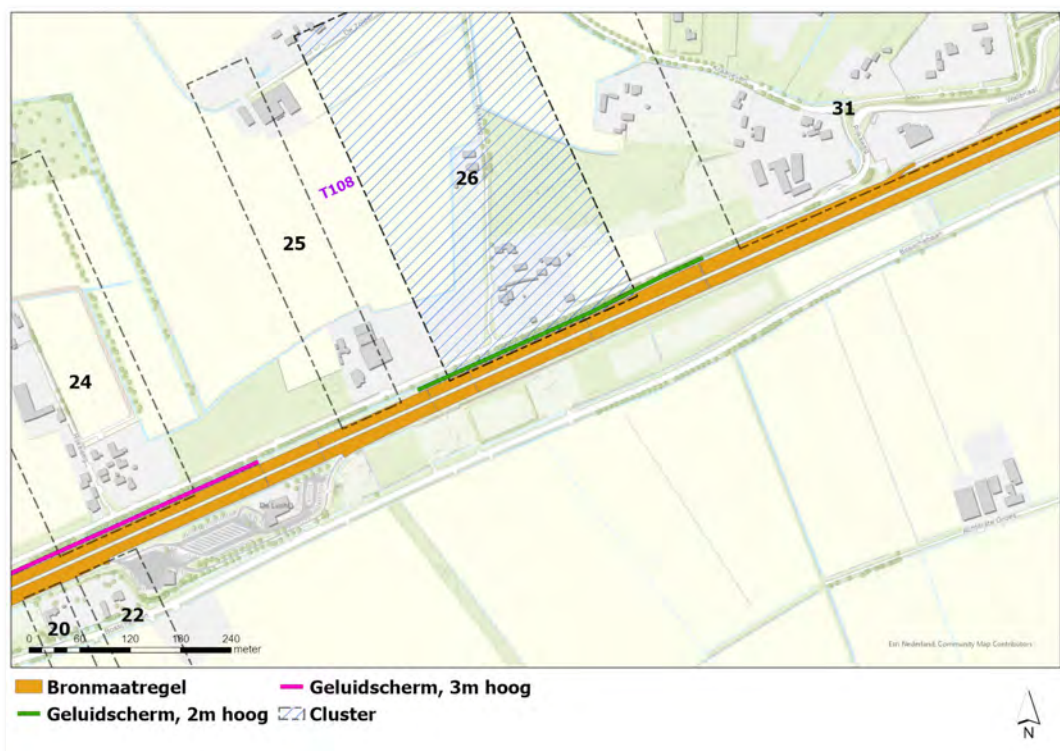 31
T108
26
25
24
De Lucht
22
20
0 60 120 180 240
meter
Esri Nederland, Community Map Contributors
Bronmaatregel
Geluidscherm, 3m hoog
Geluidscherm, 2m hoog
Cluster
N